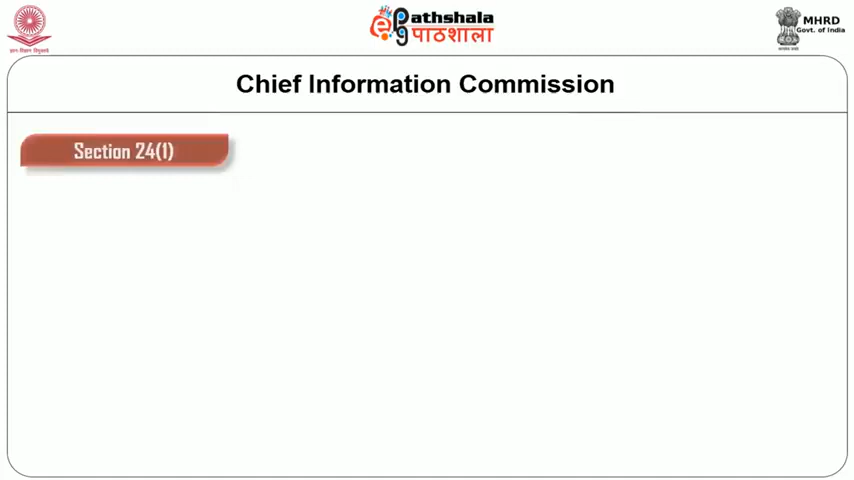 ePathshala
पाठशाला
MHRD
Govt. of India
Chief Information Commission
Section 24(1)